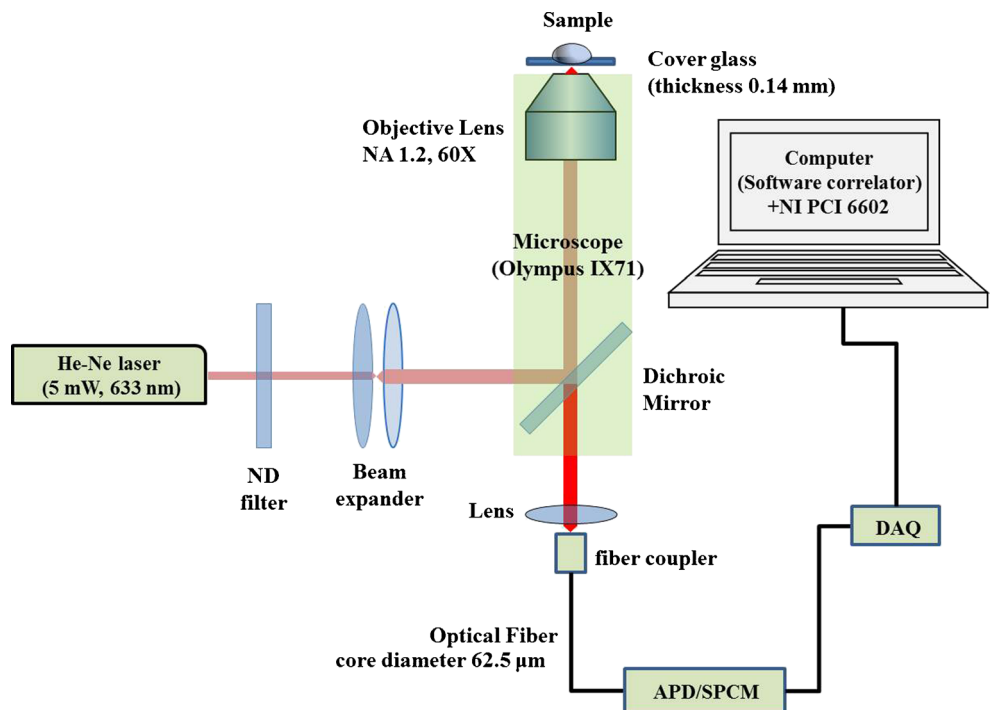 Sample
Cover glass
(thickness 0.14 mm)
Objective Lens
NA 1.2, 60X
Computer
(Software correlator)
+NI PCI 6602
Microscope
(Olympus IX71)
He-Ne laser
(5 mW, 633 nm)
Dichroic
Mirror
ND
filter
Beam
expander
Lens
fiber coupler
DAQ
Optical Fiber
core diameter 62.5 μm
APD/SPCM